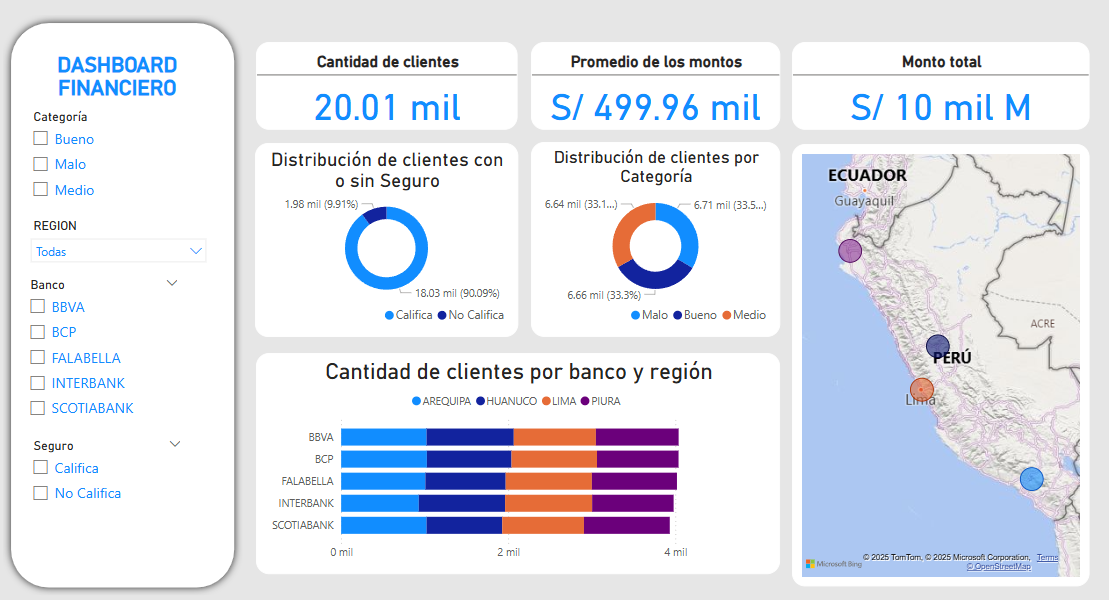 DASHBOARD
FINANCIERO
Categoría
Bueno
Malo
Medio
REGION
Todas
Banco
BBVA
BCP
FALABELLA
INTERBANK
SCOTIABANK
Seguro
Califica
No Califica
Cantidad de clientes
20.01 mil
Promedio de los montos
S/ 499.96 mil
Monto total
S/ 10 mil M
Distribución de clientes con
o sin Seguro
1.98 mil (9.91%)
18.03 mil (90.09%)
Califica No Califica
Distribución de clientes por
Categoría
6.64 mil (33.1...)
6.71 mil (33.5...)
6.66 mil (33.3%)
Malo Bueno Medio
Cantidad de clientes por banco y región
AREQUIPA HUANUCO LIMA PIURA
BBVA
BCP
FALABELLA
INTERBANK
SCOTIABANK
0 mil 2 mil 4 mil
ECUADOR
Guayaquil
ACRE
PERÚ
Lima
Microsoft Bing
© 2025 TomTom, © 2025 Microsoft Corporation, Terms
© OpenStreetMap